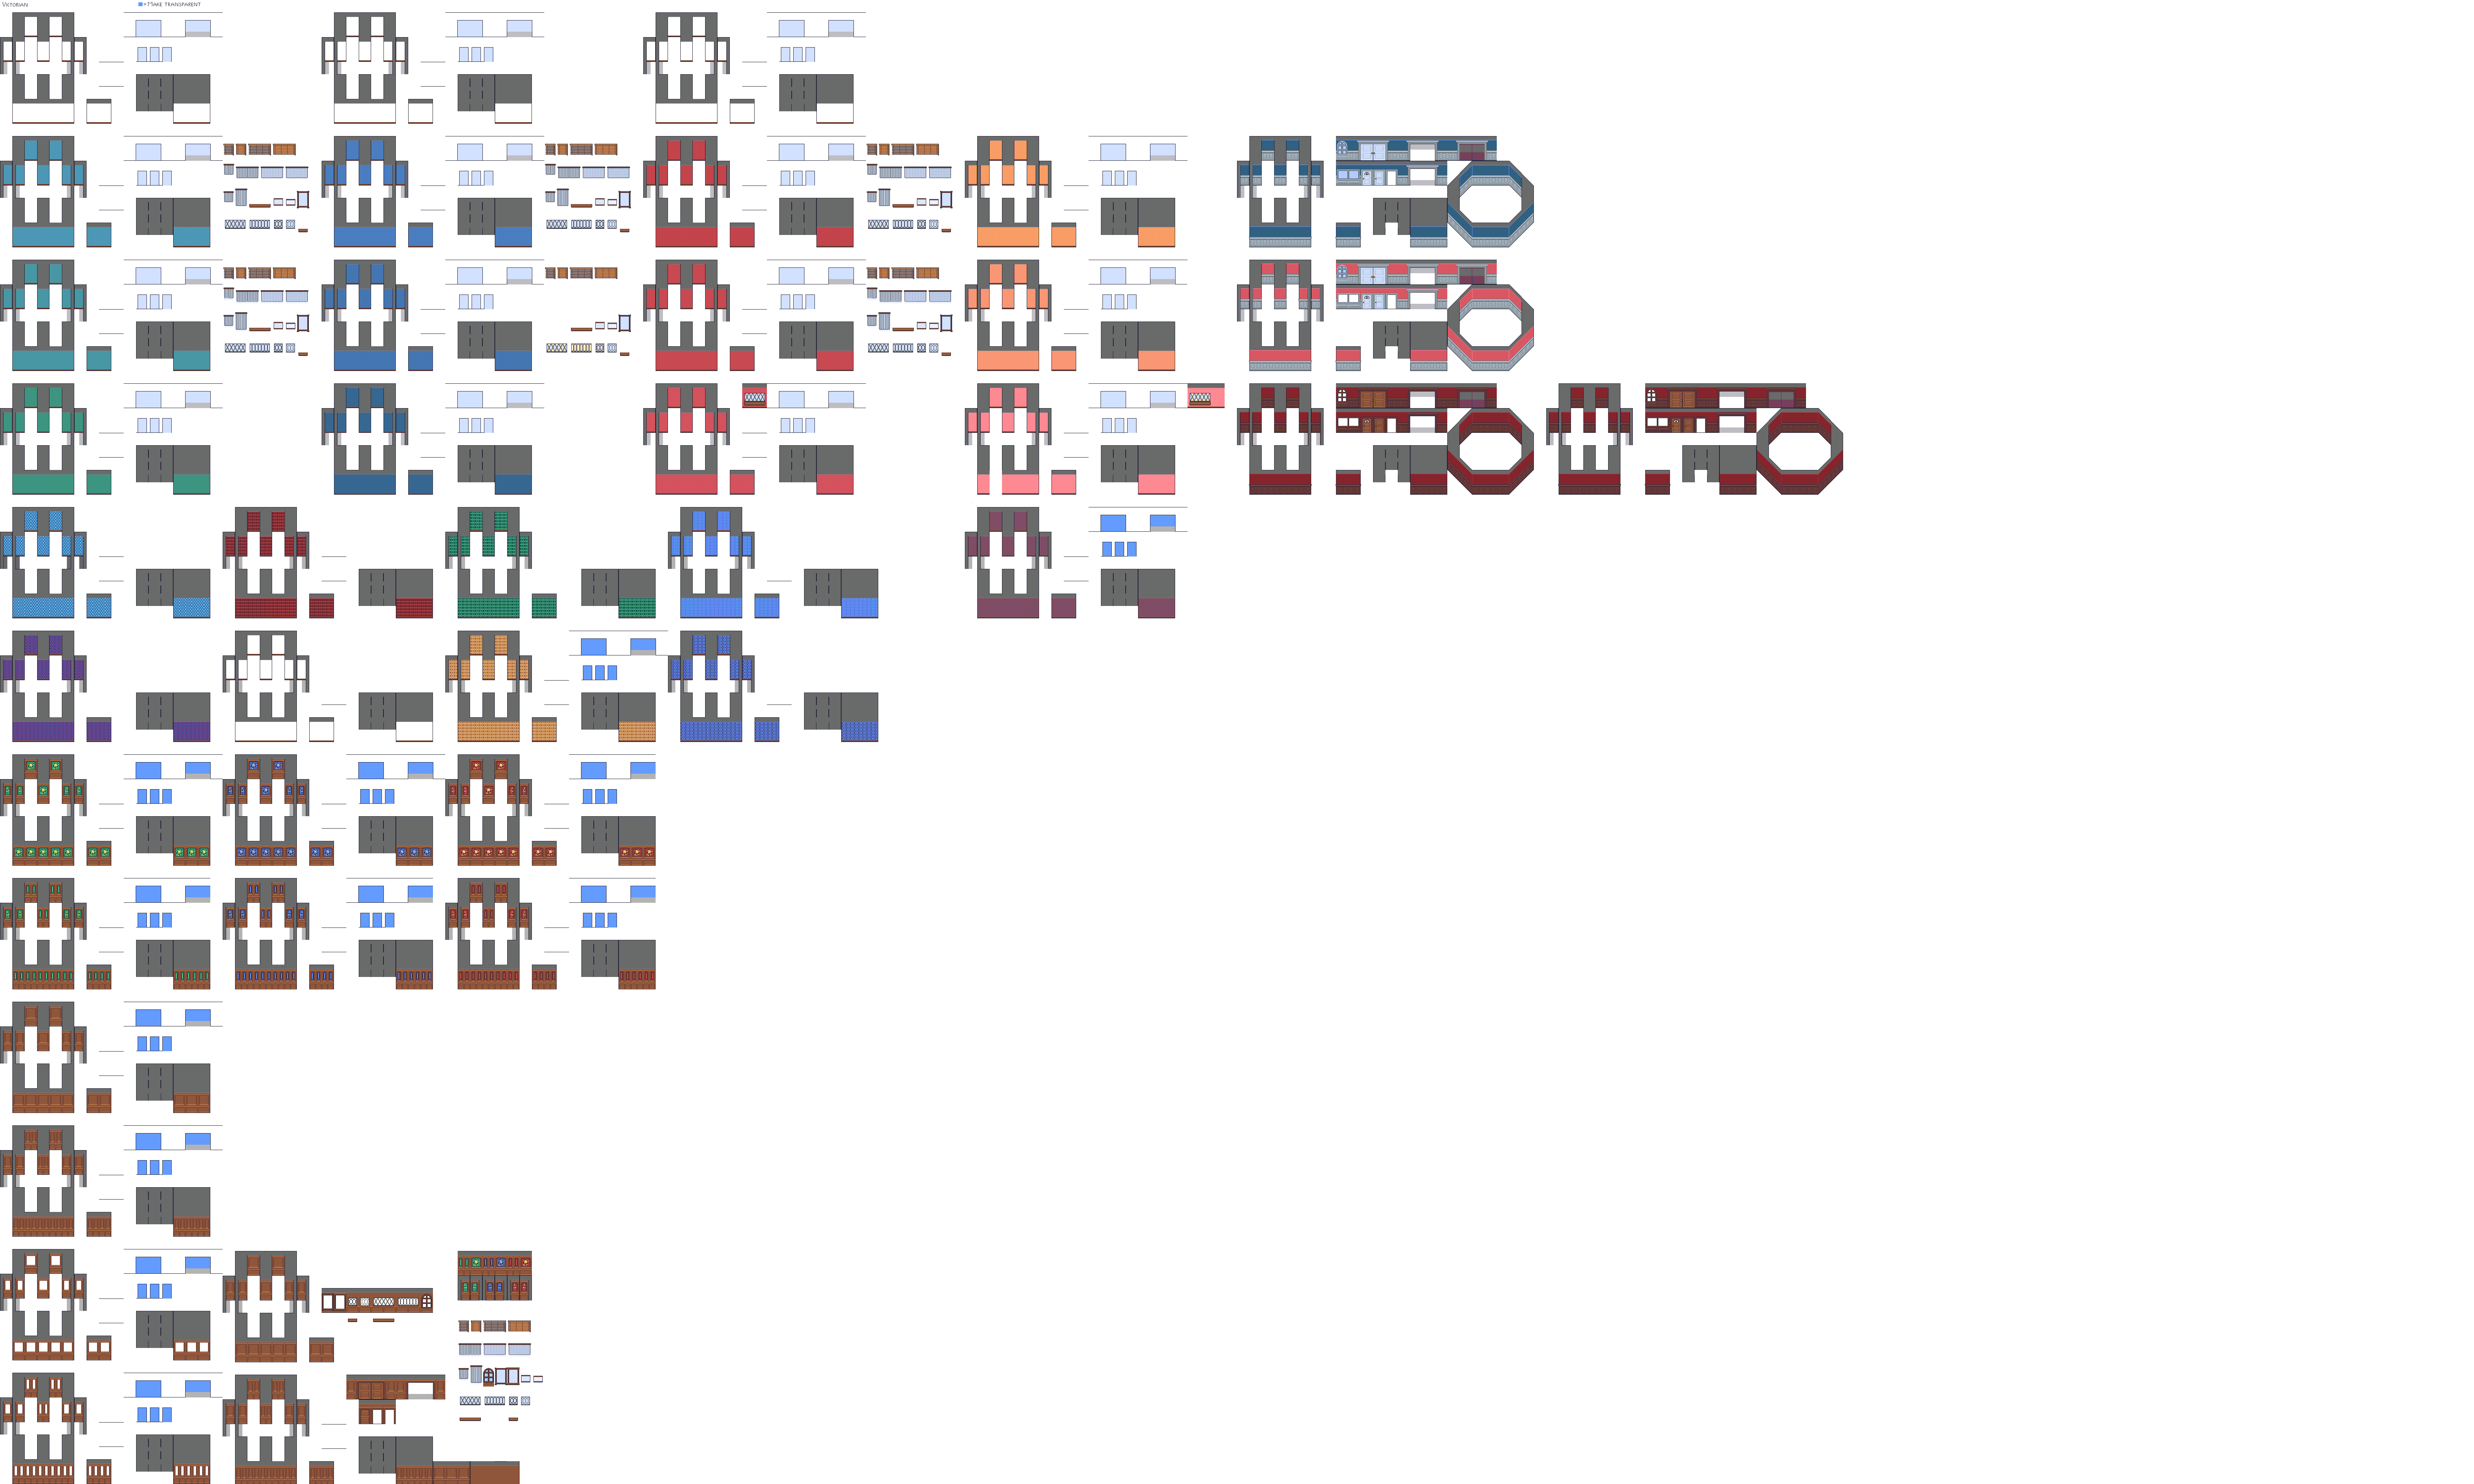 Victorian
= Make transparent